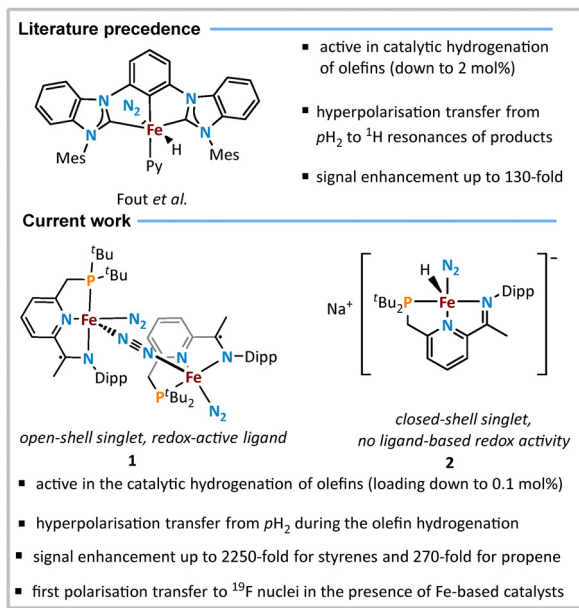 Literature precedence
N2
N
N
N
N
Fe
H
Mes
Py
Mes
Fout et al.
▪ active in catalytic hydrogenation
of olefins (down to 2 mol%)
▪ hyperpolarisation transfer from
pH2 to 1H resonances of products
▪ signal enhancement up to 130-fold
Current work
tBu
tBu
P
N
Fe
N2
N
N
N
Dipp
N
N
Fe
Dipp
PtBu2
N2
open-shell singlet, redox-active ligand
1
Na+
H
N2
tBu2
P
Fe
N
Dipp
N
−
closed-shell singlet,
no ligand-based redox activity
2
▪ active in the catalytic hydrogenation of olefins (loading down to 0.1 mol%)
▪ hyperpolarisation transfer from pH2 during the olefin hydrogenation
▪ signal enhancement up to 2250-fold for styrenes and 270-fold for propene
▪ first polarisation transfer to 19F nuclei in the presence of Fe-based catalysts